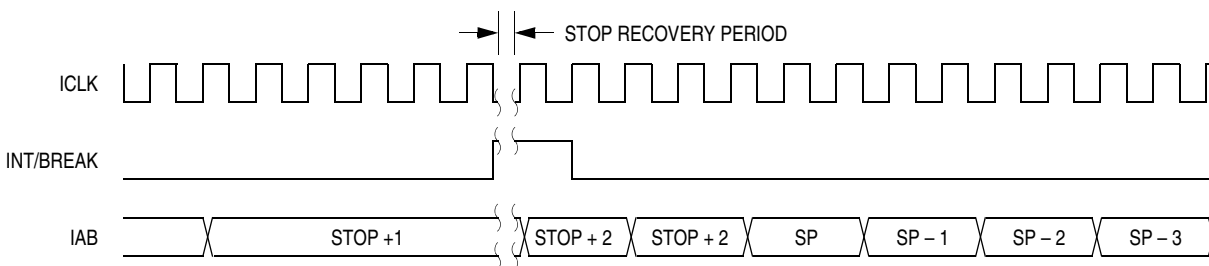 STOP RECOVERY PERIOD
ICLK
INT/BREAK
IAB
STOP +1
STOP + 2
STOP + 2
SP
SP – 1
SP – 2
SP – 3